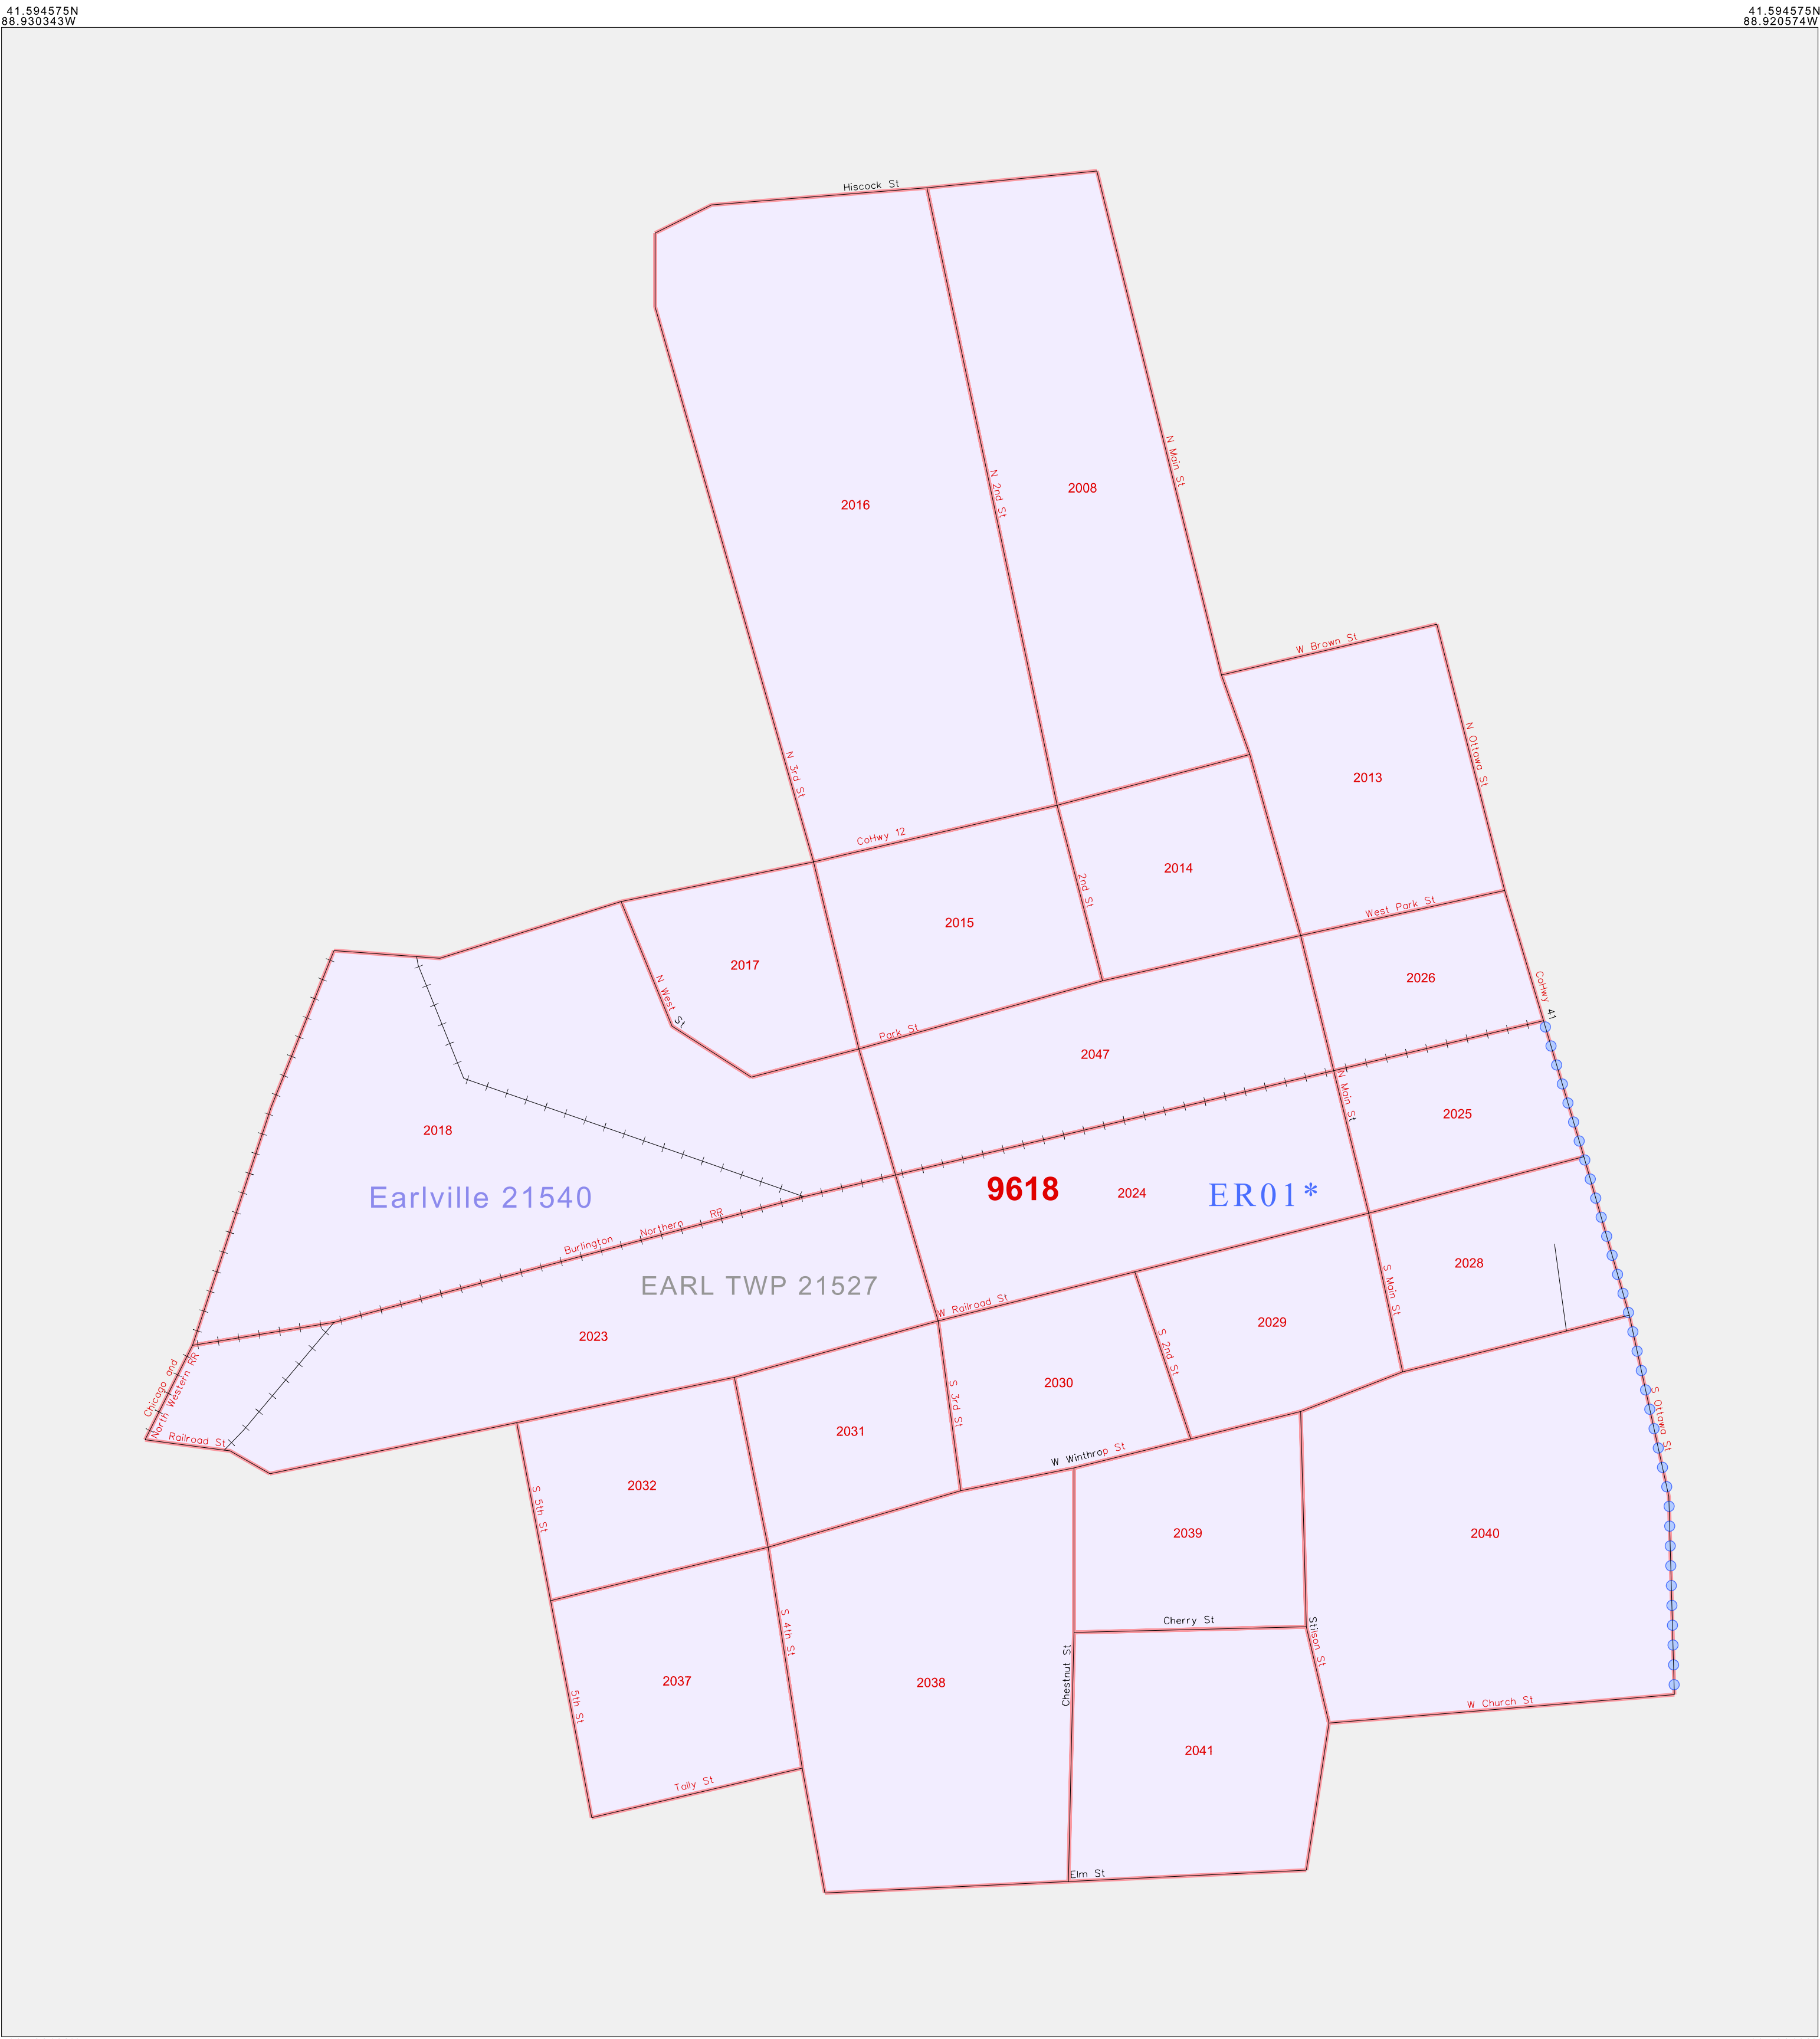 41.594575N
88.930343W
41.594575N
88.920574W
Hiscock St
N Main St
N 2nd St
2008
2016
W Brown St
N Ottawa St
N 3rd St
2013
CoHwy 12
2014
2nd St
2015
West Park St
2017
2026
N West St
CoHwy 41
Park St
2047
N Main St
2025
2018
9618
2024
ER01*
Earlville 21540
Burlington Northern RR
EARL TWP 21527
2028
S Main St
W Railroad St
2029
2023
S 2nd St
Chicago and
North Western RR
2030
S 3rd St
S Ottawa St
Railroad St
2031
W Winthrop St
2032
S 5th St
2039
2040
Cherry St
Stilson St
S 4th St
Chestnut St
2037
2038
5th St
W Church St
2041
Tally St
Elm St